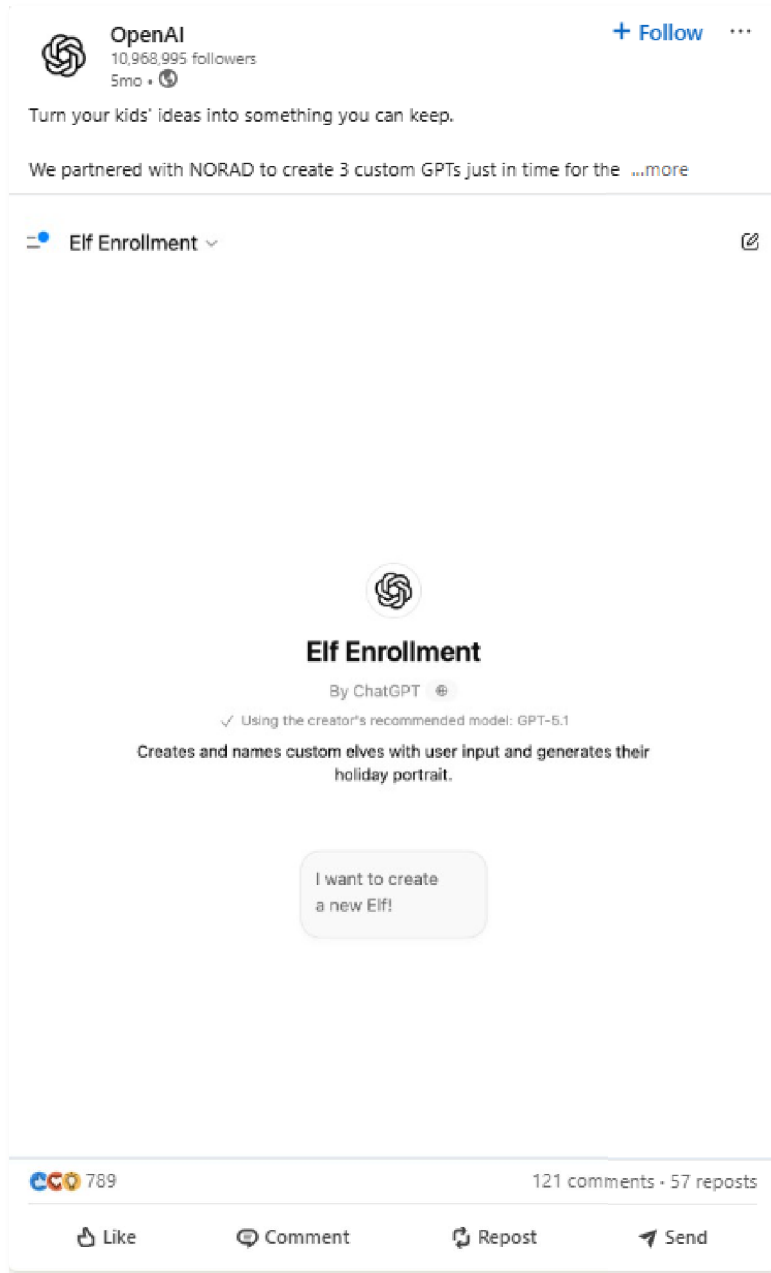 OpenAI
+ Follow ...
10,968,995 followers
5mo •
Turn your kids' ideas into something you can keep.
We partnered with NORAD to create 3 custom GPTs just in time for the ...more
Elf Enrollment
Elf Enrollment
By ChatGPT
✓ Using the creator's recommended model: GPT-5.1
Creates and names custom elves with user input and generates their
holiday portrait.
I want to create
a new Elf!
789
121 comments · 57 reposts
Like Comment Repost Send